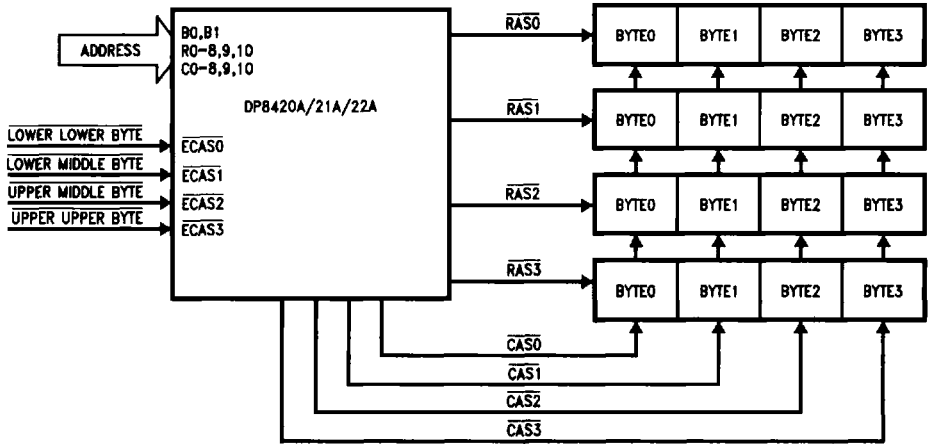 ADDRESS
B0,B1
R0-8,9,10
C0-8,9,10
DP8420A/21A/22A
LOWER LOWER BYTE
LOWER MIDDLE BYTE
UPPER MIDDLE BYTE
UPPER UPPER BYTE
ECAS0
ECAS1
ECAS2
ECAS3
RAS0
BYTE0 BYTE1 BYTE2 BYTE3
RAS1
BYTE0 BYTE1 BYTE2 BYTE3
RAS2
BYTE0 BYTE1 BYTE2 BYTE3
RAS3
BYTE0 BYTE1 BYTE2 BYTE3
CAS0
CAS1
CAS2
CAS3